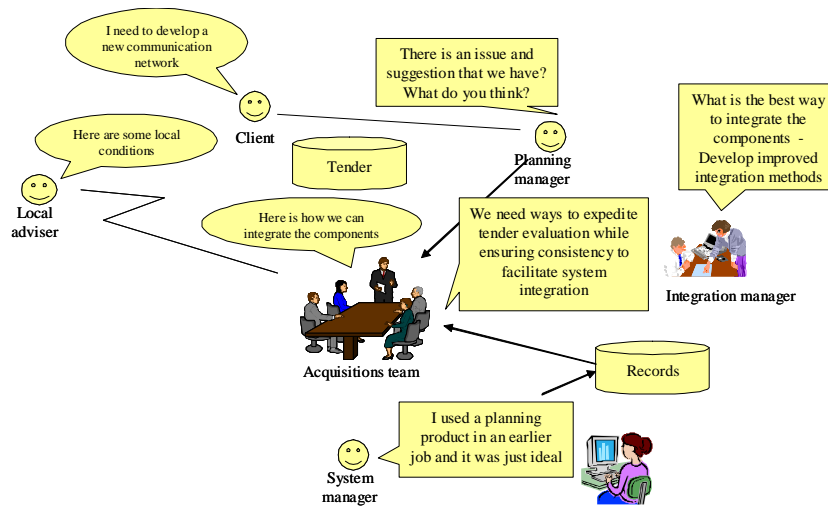 I need to develop a
new communication
network
There is an issue and
suggestion that we have?
What do you think?
Client
What is the best way
to integrate the
components -
Develop improved
integration methods
Here are some local
conditions
Tender
Planning
manager
Local
adviser
Here is how we can
integrate the components
We need ways to expedite
tender evaluation while
ensuring consistency to
facilitate system
integration
Integration manager
Acquisitions team
Records
I used a planning
product in an earlier
job and it was just ideal
System
manager